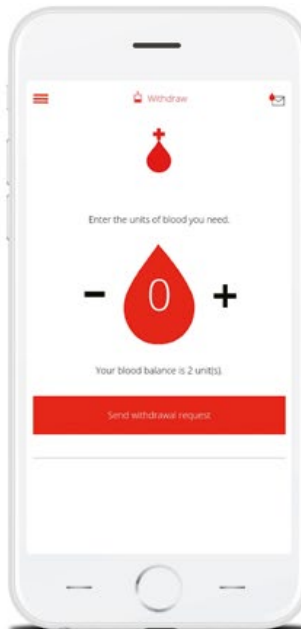 Withdraw
Enter the units of blood you need.
- 0 +
Your blood balance is 2 unit(s).
Send withdrawal request